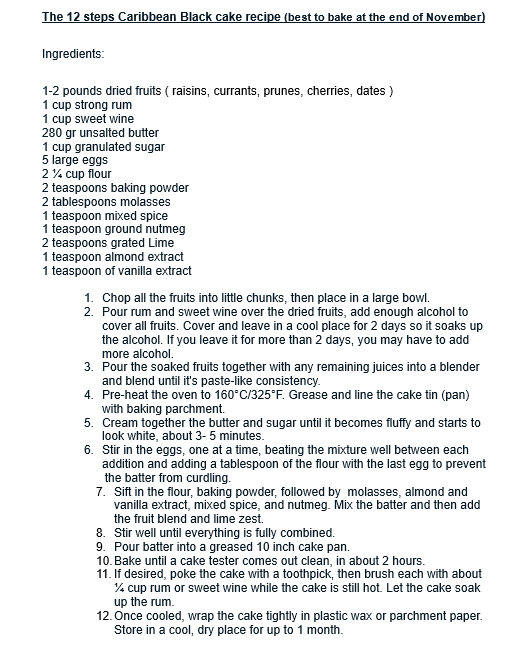 The 12 steps Caribbean Black cake recipe (best to bake at the end of November)
Ingredients:
1-2 pounds dried fruits ( raisins, currants, prunes, cherries, dates )
1 cup strong rum
1 cup sweet wine
280 gr unsalted butter
1 cup granulated sugar
5 large eggs
2 ¼ cup flour
2 teaspoons baking powder
2 tablespoons molasses
1 teaspoon mixed spice
1 teaspoon ground nutmeg
2 teaspoons grated Lime
1 teaspoon almond extract
1 teaspoon of vanilla extract
1. Chop all the fruits into little chunks, then place in a large bowl.
2. Pour rum and sweet wine over the dried fruits, add enough alcohol to
cover all fruits. Cover and leave in a cool place for 2 days so it soaks up
the alcohol. If you leave it for more than 2 days, you may have to add
more alcohol.
3. Pour the soaked fruits together with any remaining juices into a blender
and blend until it's paste-like consistency.
4. Pre-heat the oven to 160°C/325°F. Grease and line the cake tin (pan)
with baking parchment.
5. Cream together the butter and sugar until it becomes fluffy and starts to
look white, about 3- 5 minutes.
6. Stir in the eggs, one at a time, beating the mixture well between each
addition and adding a tablespoon of the flour with the last egg to prevent
the batter from curdling.
7. Sift in the flour, baking powder, followed by molasses, almond and
vanilla extract, mixed spice, and nutmeg. Mix the batter and then add
the fruit blend and lime zest.
8. Stir well until everything is fully combined.
9. Pour batter into a greased 10 inch cake pan.
10. Bake until a cake tester comes out clean, in about 2 hours.
11. If desired, poke the cake with a toothpick, then brush each with about
¼ cup rum or sweet wine while the cake is still hot. Let the cake soak
up the rum.
12. Once cooled, wrap the cake tightly in plastic wax or parchment paper.
Store in a cool, dry place for up to 1 month.